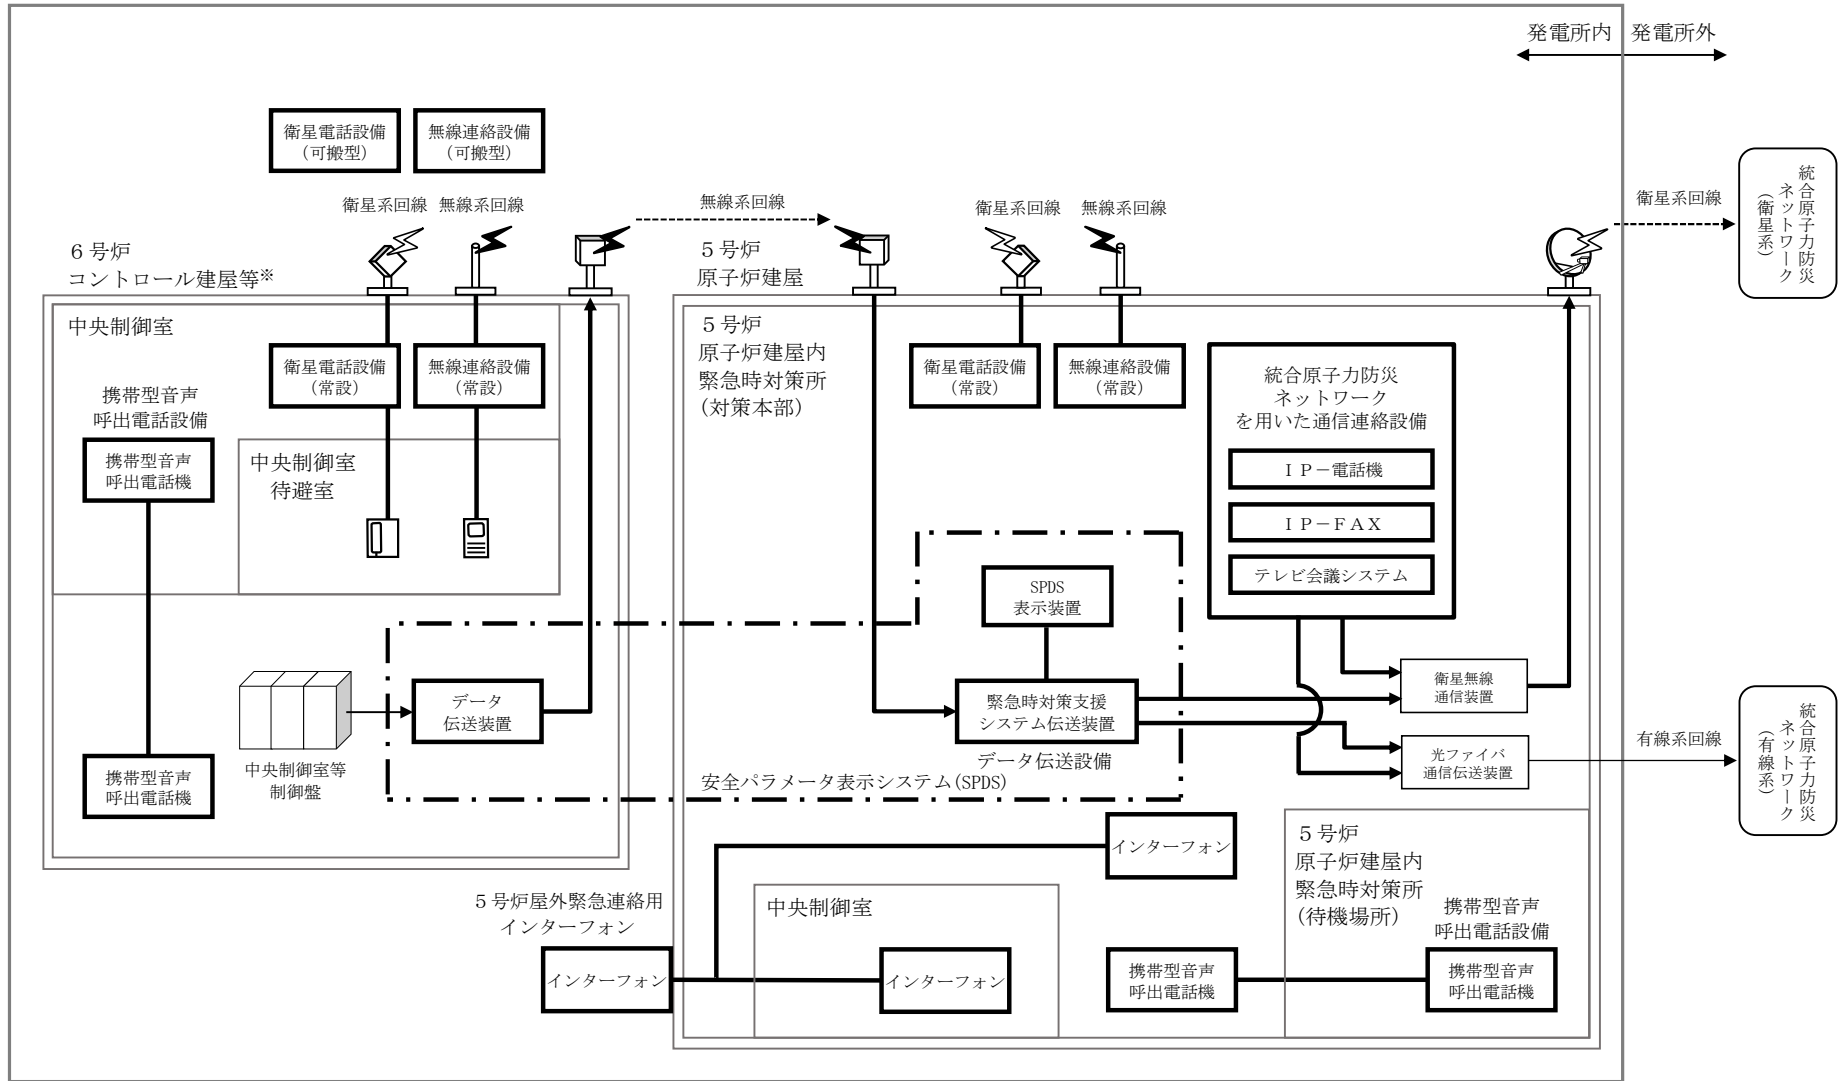 発電所内
発電所外
衛星電話設備
（可搬型）
無線連絡設備
（可搬型）
衛星系回線
無線系回線
無線系回線
衛星系回線
無線系回線
衛星系回線
統合原子力防災
ネットワーク
（衛星系）
６号炉
コントロール建屋等※
５号炉
原子炉建屋
中央制御室
衛星電話設備
（常設）
無線連絡設備
（常設）
携帯型音声
呼出電話設備
携帯型音声
呼出電話機
中央制御室
待避室
５号炉
原子炉建屋内
緊急時対策所
（対策本部）
衛星電話設備
（常設）
無線連絡設備
（常設）
統合原子力防災
ネットワーク
を用いた通信連絡設備
ＩＰ－電話機
ＩＰ－ＦＡＸ
テレビ会議システム
SPDS
表示装置
データ
伝送装置
緊急時対策支援
システム伝送装置
データ伝送設備
安全パラメータ表示システム(SPDS)
衛星無線
通信装置
光ファイバ
通信伝送装置
有線系回線
統合原子力防災
ネットワーク
（有線系）
中央制御室等
制御盤
携帯型音声
呼出電話機
インターフォン
５号炉屋外緊急連絡用
インターフォン
インターフォン
中央制御室
インターフォン
５号炉
原子炉建屋内
緊急時対策所
（待機場所）
携帯型音声
呼出電話設備
携帯型音声
呼出電話機
携帯型音声
呼出電話機